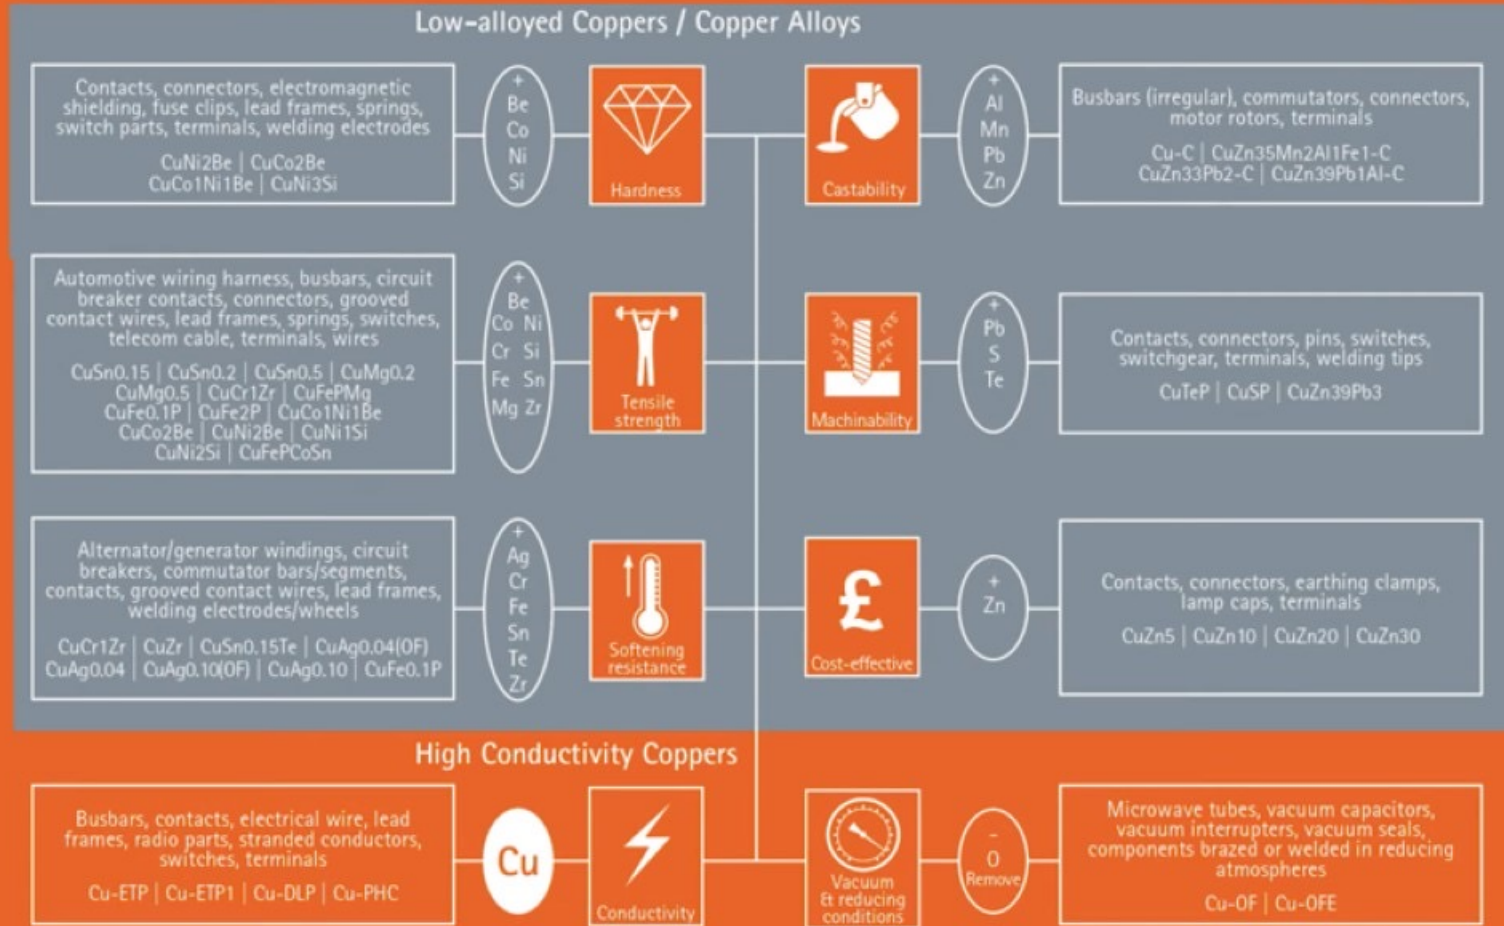 Low-alloyed Coppers / Copper Alloys
Contacts, connectors, electromagnetic
shielding, fuse clips, lead frames, springs,
switch parts, terminals, welding electrodes
CuNi2Be | CuCo2Be
CuCo1Ni1Be | CuNi3Si
+
Be
Co
Ni
Si
Hardness
Castability
+
Al
Mn
Pb
Zn
Busbars (irregular), commutators, connectors,
motor rotors, terminals
Cu-C | CuZn35Mn2Al1Fe1-C
CuZn33Pb2-C | CuZn39Pb1Al-C
Automotive wiring harness, busbars, circuit
breaker contacts, connectors, grooved
contact wires, lead frames, springs, switches,
telecom cable, terminals, wires
CuSn0.15 | CuSn0.2 | CuSn0.5 | CuMg0.2
CuMg0.5 | CuCr1Zr | CuFePMg
CuFe0.1P | CuFe2P | CuCo1Ni1Be
CuCo2Be | CuNi2Be | CuNi1Si
CuNi2Si | CuFePCoSn
+
Be
Co Ni
Cr Si
Fe Sn
Mg Zr
Tensile
strength
Machinability
+
Pb
S
Te
Contacts, connectors, pins, switches,
switchgear, terminals, welding tips
CuTeP | CuSP | CuZn39Pb3
Alternator/generator windings, circuit
breakers, commutator bars/segments,
contacts, grooved contact wires, lead frames,
welding electrodes/wheels
CuCr1Zr | CuZr | CuSn0.15Te | CuAg0.04(OF)
CuAg0.04 | CuAg0.10(OF) | CuAg0.10 | CuFe0.1P
+
Ag
Cr
Fe
Sn
Te
Zr
Softening
resistance
£
Cost-effective
+
Zn
Contacts, connectors, earthing clamps,
lamp caps, terminals
CuZn5 | CuZn10 | CuZn20 | CuZn30
High Conductivity Coppers
Busbars, contacts, electrical wire, lead
frames, radio parts, stranded conductors,
switches, terminals
Cu-ETP | Cu-ETP1 | Cu-DLP | Cu-PHC
Cu
Conductivity
Vacuum
& reducing
conditions
-
O
Remove
Microwave tubes, vacuum capacitors,
vacuum interrupters, vacuum seals,
components brazed or welded in reducing
atmospheres
Cu-OF | Cu-OFE